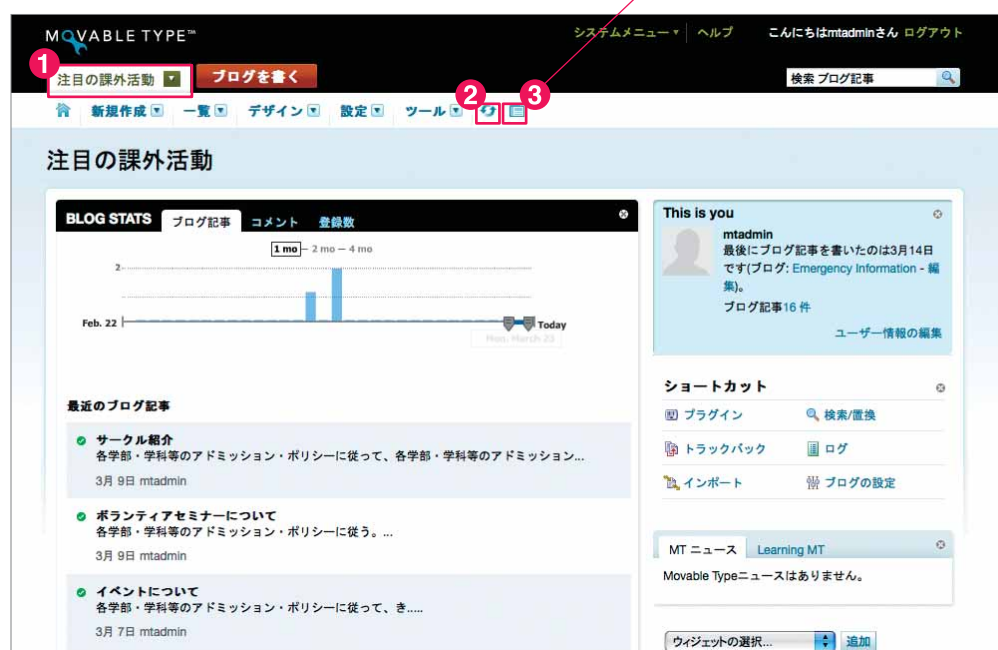 MOVABLE TYPE™
システムメニュー ヘルプ こんにちはmtadminさん ログアウト
1
注目の課外活動 ブログを書く
検索 ブログ記事
新規作成 一覧 デザイン 設定 ツール
2 3
注目の課外活動
BLOG STATS ブログ記事 コメント 登録数
1 mo – 2 mo – 4 mo
2
Feb. 22
Today
Mon. March 23
最近のブログ記事
サークル紹介
各学部・学科等のアドミッション・ポリシーに従って、各学部・学科等のアドミッション...
3月 9日 mtadmin
ボランティアセミナーについて
各学部・学科等のアドミッション・ポリシーに従う。...
3月 9日 mtadmin
イベントについて
各学部・学科等のアドミッション・ポリシーに従って、き.....
3月 7日 mtadmin
This is you
mtadmin
最後にブログ記事を書いたのは3月14日
です(ブログ: Emergency Information - 編
集)。
ブログ記事16 件
ユーザー情報の編集
ショートカット
プラグイン 検索/置換
トラックバック ログ
インポート ブログの設定
MT ニュース Learning MT
Movable Typeニュースはありません。
ウィジェットの選択... 追加